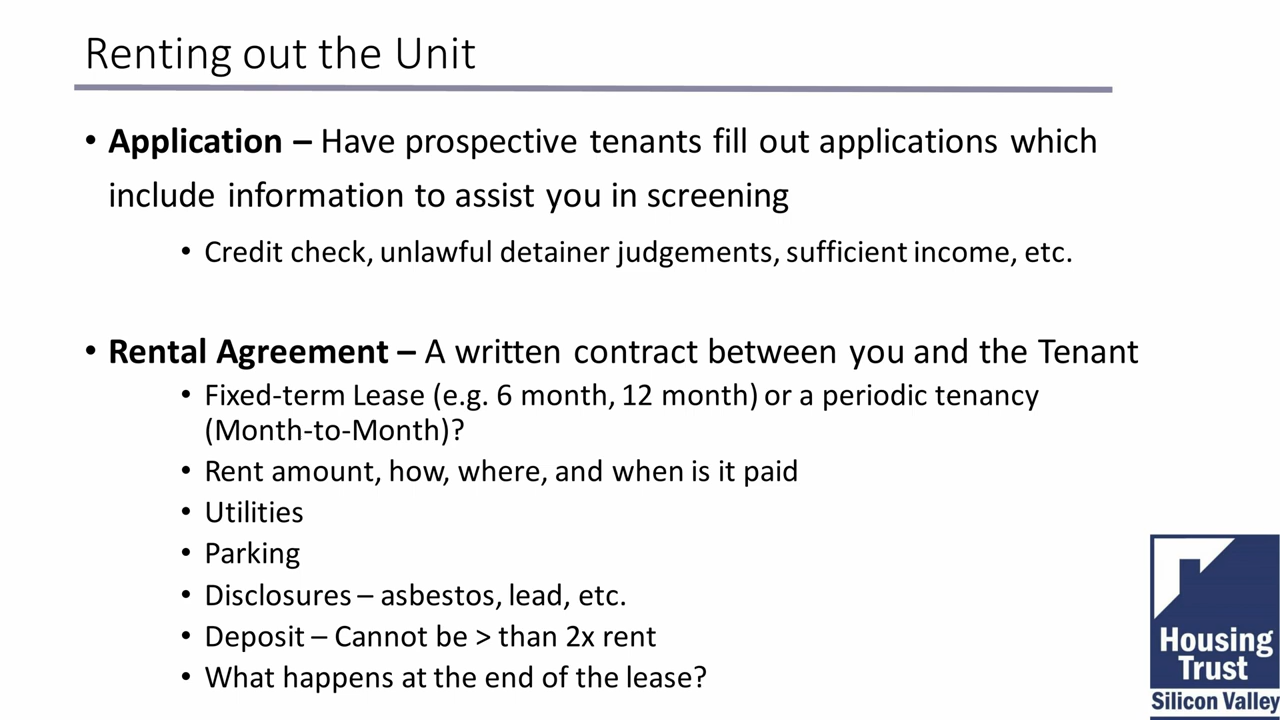 Renting out the Unit
• Application – Have prospective tenants fill out applications which
include information to assist you in screening
• Credit check, unlawful detainer judgements, sufficient income, etc.
• Rental Agreement – A written contract between you and the Tenant
• Fixed-term Lease (e.g. 6 month, 12 month) or a periodic tenancy
(Month-to-Month)?
• Rent amount, how, where, and when is it paid
• Utilities
• Parking
• Disclosures – asbestos, lead, etc.
• Deposit – Cannot be > than 2x rent
• What happens at the end of the lease?
Housing
Trust
Silicon Valley